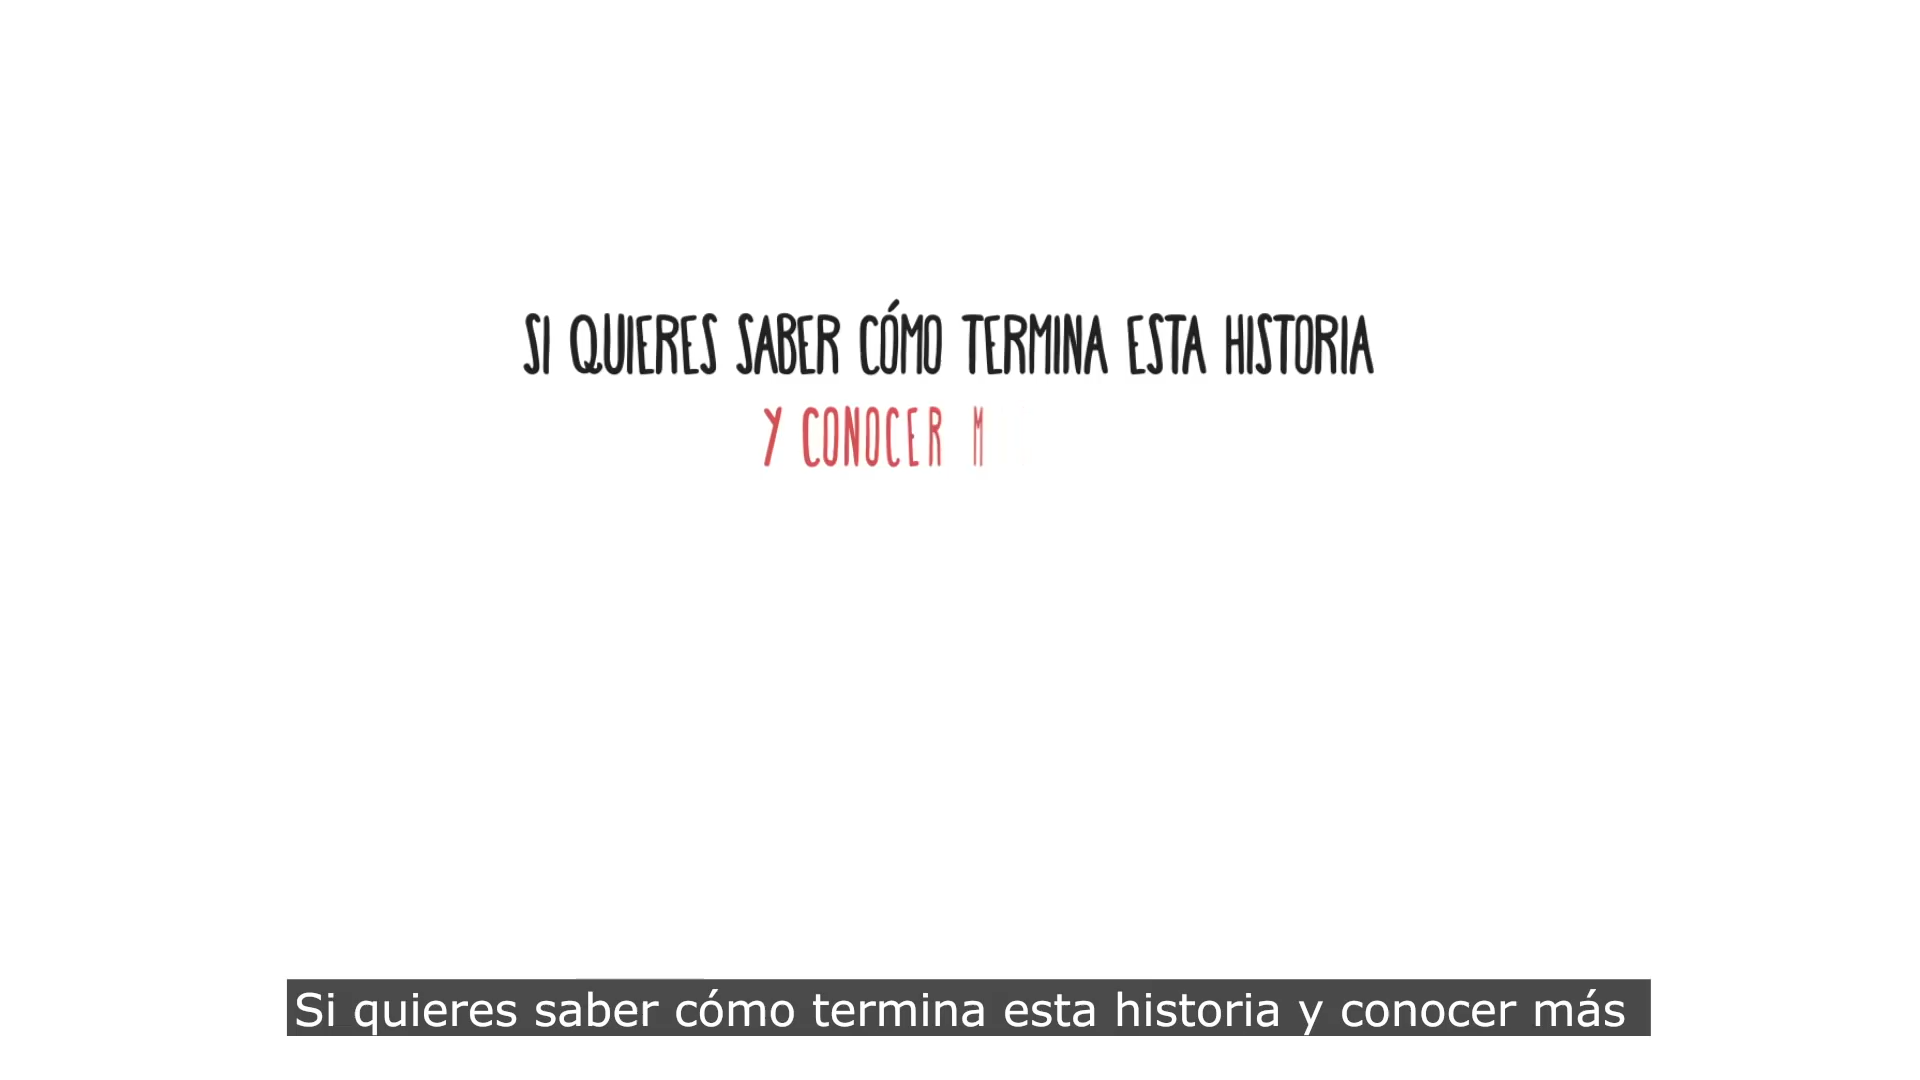 SI QUIERES SABER CÓMO TERMINA ESTA HISTORIA
Y CONOCER M
Si quieres saber cómo termina esta historia y conocer más